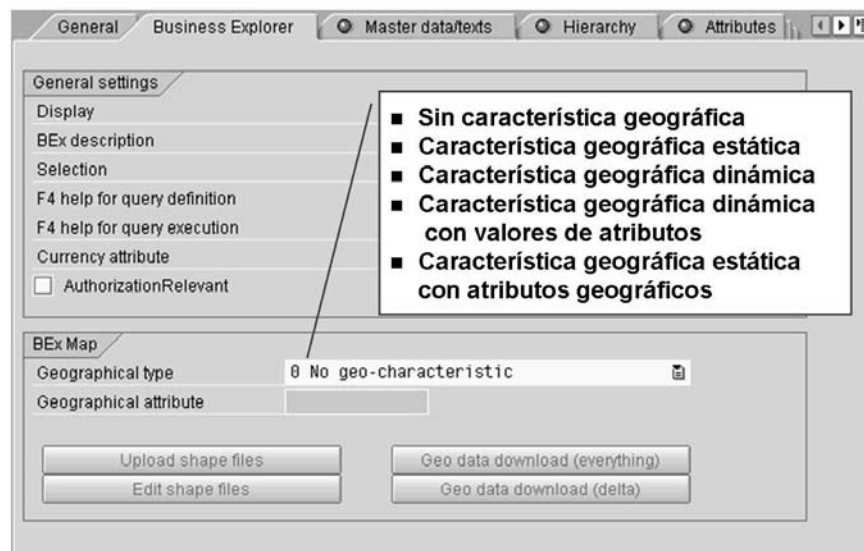 General
Business Explorer
Master data/texts
Hierarchy
Attributes
General settings
Display
BEx description
Selection
F4 help for query definition
F4 help for query execution
Currency attribute
AuthorizationRelevant
■ Sin característica geográfica
■ Característica geográfica estática
■ Característica geográfica dinámica
■ Característica geográfica dinámica
con valores de atributos
■ Característica geográfica estática
con atributos geográficos
BEx Map
Geographical type
0 No geo-characteristic
Geographical attribute
Upload shape files
Geo data download (everything)
Edit shape files
Geo data download (delta)